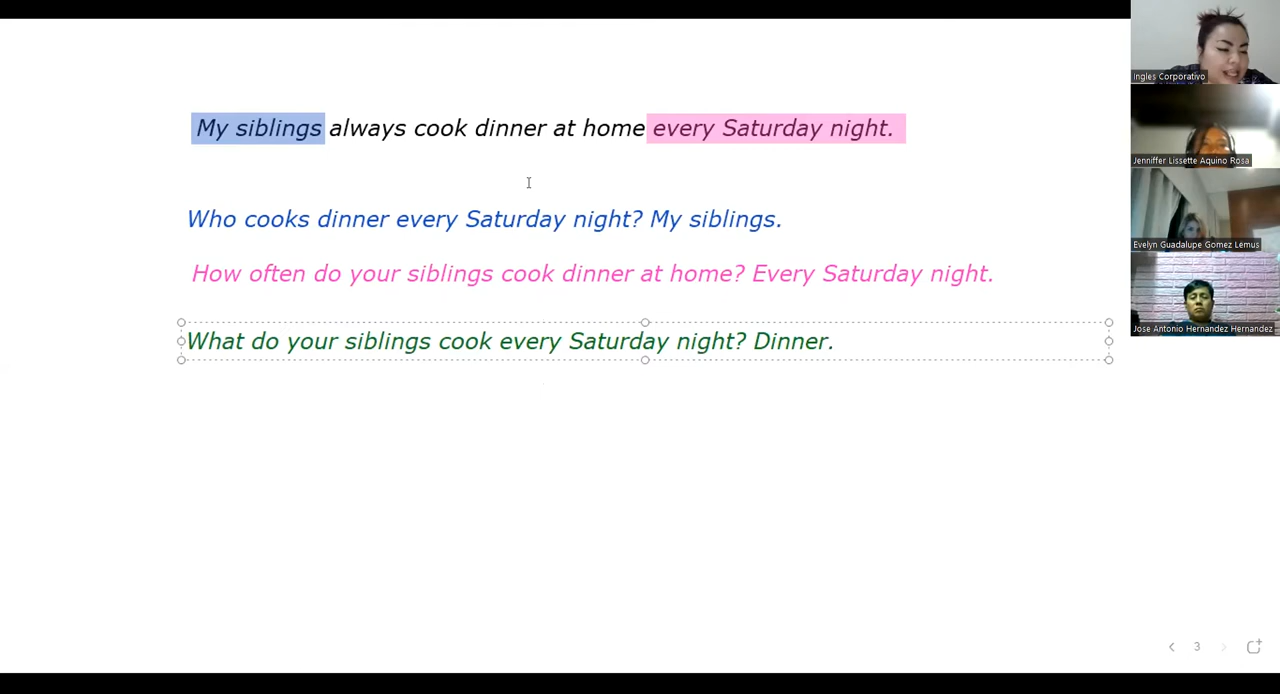 My siblings always cook dinner at home every Saturday night.
Who cooks dinner every Saturday night? My siblings.
How often do your siblings cook dinner at home? Every Saturday night.
What do your siblings cook every Saturday night? Dinner.
Ingles Corporativo
Jenniffer Lissette Aquino Rosa
Evelyn Guadalupe Gomez Lemus
Jose Antonio Hernandez Hernandez
3